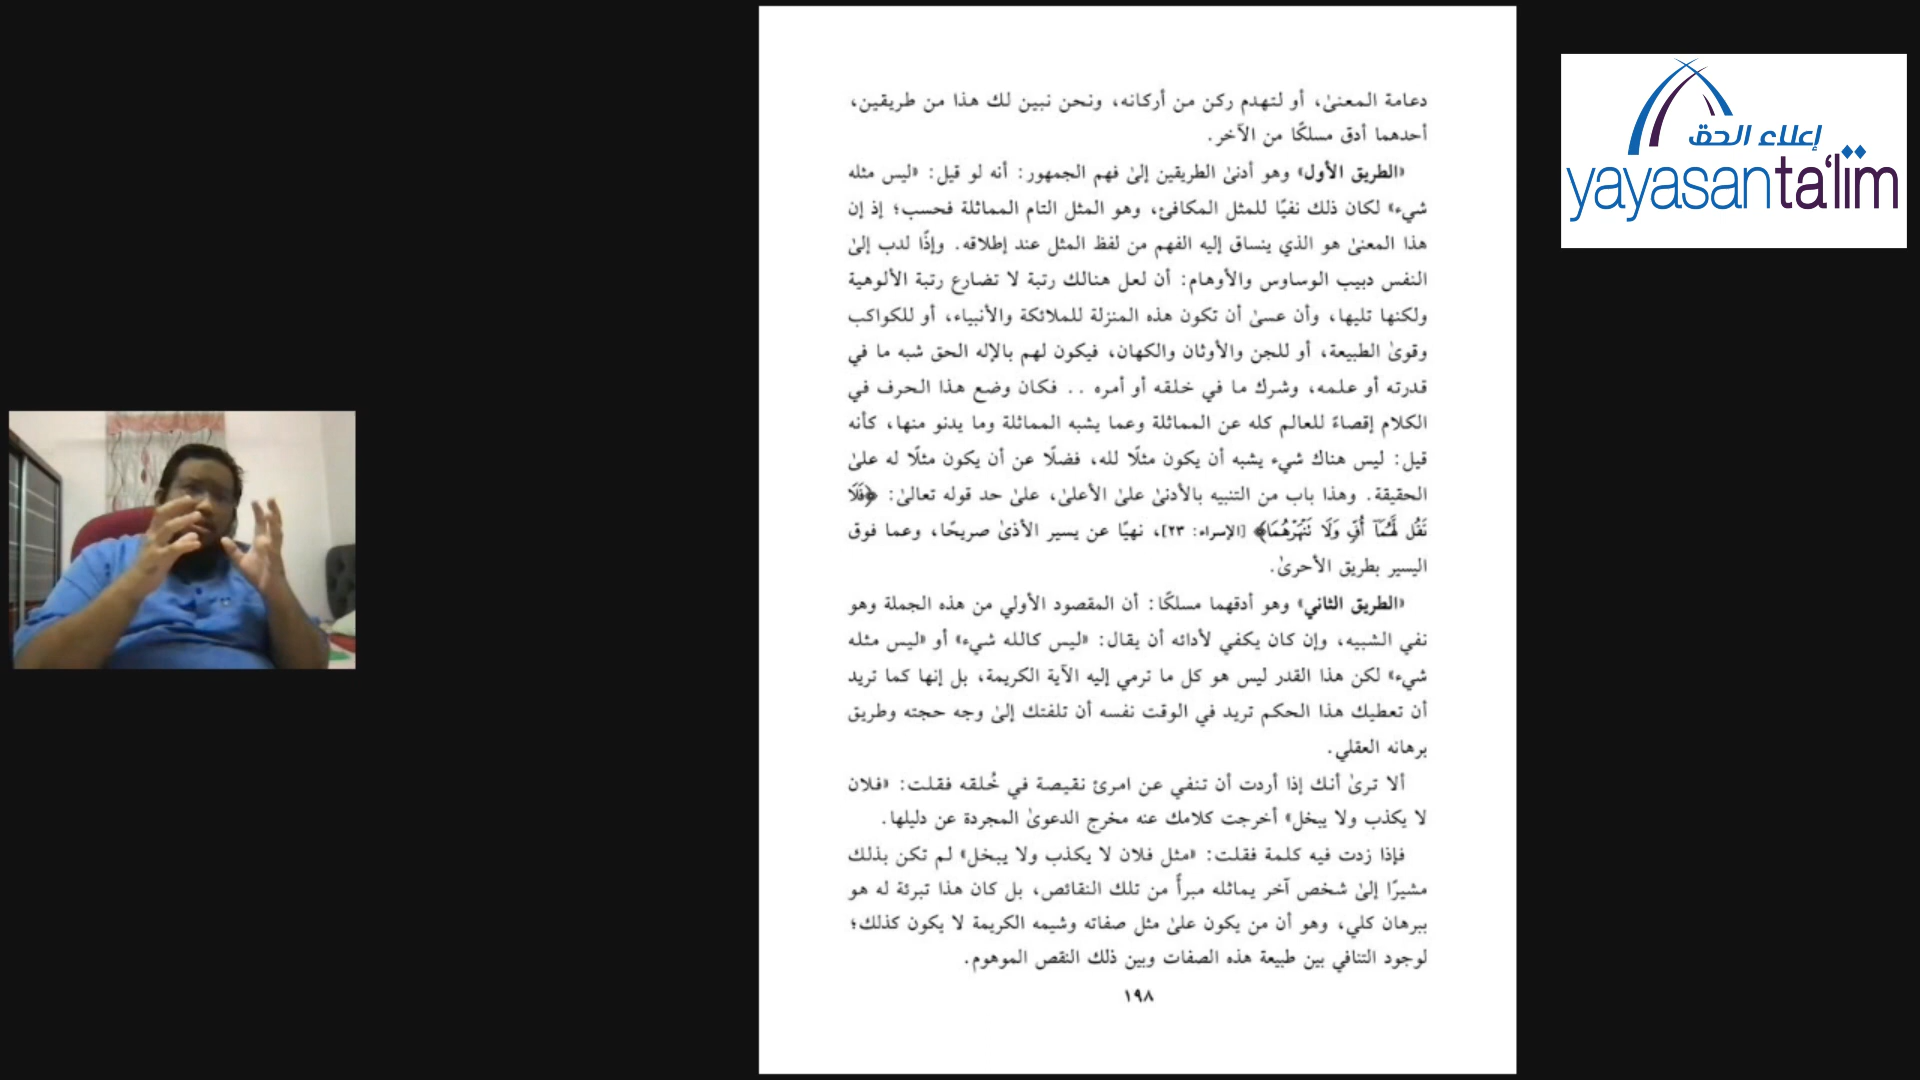 دعامة المعنىٰ، أو لتهدم ركن من أركانه، ونحن نبين لك هذا من طريقين،
أحدهما أدق مسلكًا من الآخر.
«الطريق الأول» وهو أدنىٰ الطريقين إلىٰ فهم الجمهور: أنه لو قيل: «ليس مثله
شيء» لكان ذلك نفيًا للمثل المكافئ، وهو المثل التام المماثلة فحسب؛ إذ إن
هذا المعنىٰ هو الذي ينساق إليه الفهم من لفظ المثل عند إطلاقه. وإذًا لدب إلىٰ
النفس دبيب الوساوس والأوهام: أن لعل هنالك رتبة لا تضارع رتبة الألوهية
ولكنها تليها، وأن عسىٰ أن تكون هذه المنزلة للملائكة والأنبياء، أو للكواكب
وقوىٰ الطبيعة، أو للجن والأوثان والكهان، فيكون لهم بالإله الحق شبه ما في
قدرته أو علمه، وشرك ما في خلقه أو أمره .. فكان وضع هذا الحرف في
الكلام إقصاءً للعالم كله عن المماثلة وعما يشبه المماثلة وما يدنو منها، كأنه
قيل: ليس هناك شيء يشبه أن يكون مثلًا لله، فضلًا عن أن يكون مثلًا له علىٰ
الحقيقة. وهذا باب من التنبيه بالأدنىٰ علىٰ الأعلىٰ، علىٰ حد قوله تعالىٰ: ﴿فَلَا
تَقُل لَّهُمَآ أُفٍّ وَلَا تَنْهَرْهُمَا﴾ [الإسراء: ٢٣]، نهيًا عن يسير الأذىٰ صريحًا، وعما فوق
اليسير بطريق الأحرىٰ.
«الطريق الثاني» وهو أدقهما مسلكًا: أن المقصود الأولي من هذه الجملة وهو
نفي الشبيه، وإن كان يكفي لأدائه أن يقال: «ليس كالله شيء» أو «ليس مثله
شيء» لكن هذا القدر ليس هو كل ما ترمي إليه الآية الكريمة، بل إنها كما تريد
أن تعطيك هذا الحكم تريد في الوقت نفسه أن تلفتك إلىٰ وجه حجته وطريق
برهانه العقلي.
ألا ترىٰ أنك إذا أردت أن تنفي عن امرئ نقيصة في خُلقه فقلت: «فلان
لا يكذب ولا يبخل» أخرجت كلامك عنه مخرج الدعوىٰ المجردة عن دليلها.
فإذا زدت فيه كلمة فقلت: «مثل فلان لا يكذب ولا يبخل» لم تكن بذلك
مشيرًا إلىٰ شخص آخر يماثله مبرأً من تلك النقائص، بل كان هذا تبرئة له هو
ببرهان كلي، وهو أن من يكون علىٰ مثل صفاته وشيمه الكريمة لا يكون كذلك؛
لوجود التنافي بين طبيعة هذه الصفات وبين ذلك النقص الموهوم.
١٩٨
إعلاء الحق
yayasanta'lim